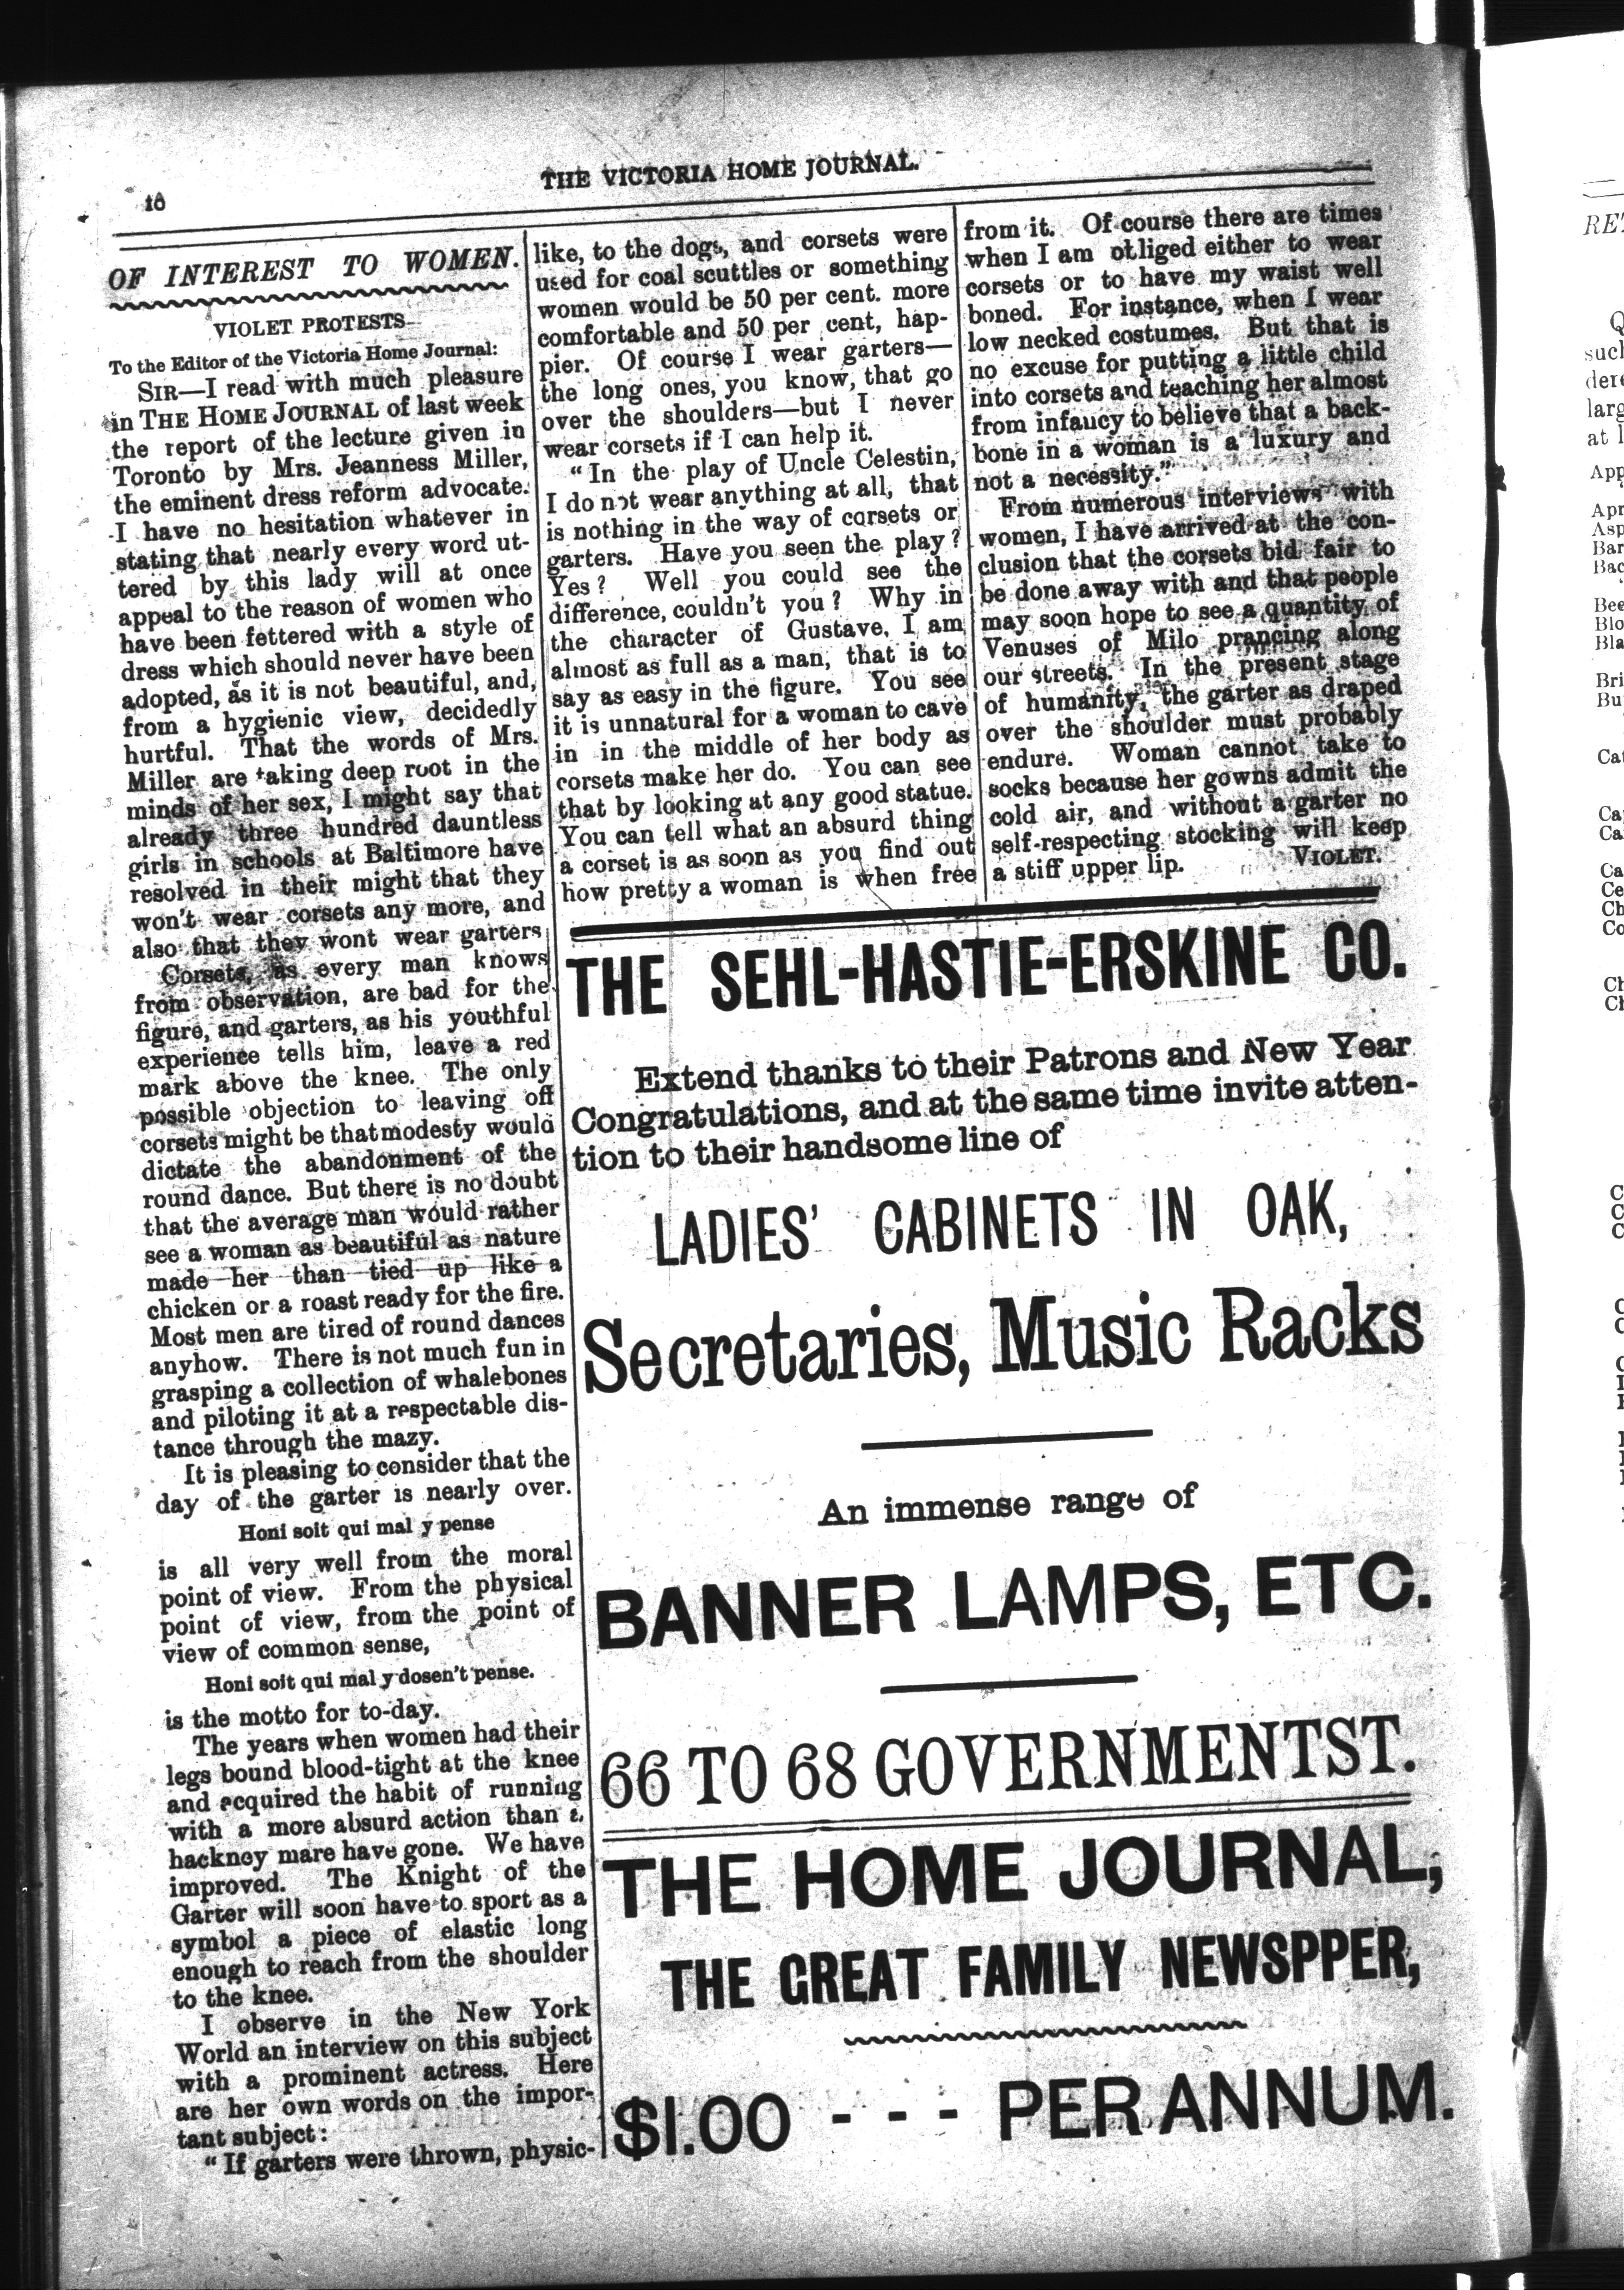 10
THE VICTORIA HOME JOURNAL.
OF INTEREST TO WOMEN.
VIOLET PROTESTS
To the Editor of the Victoria Home Journal:
SIR—I read with much pleasure
in THE HOME JOURNAL of last week
the report of the lecture given in
Toronto by Mrs. Jeanness Miller,
the eminent dress reform advocate.
I have no hesitation whatever in
stating that nearly every word ut-
tered by this lady will at once
appeal to the reason of women who
have been fettered with a style of
dress which should never have been
adopted, as it is not beautiful, and,
from a hygienic view, decidedly
hurtful. That the words of Mrs.
Miller are taking deep root in the
minds of her sex, I might say that
already three hundred dauntless
girls in schools at Baltimore have
resolved in their might that they
won't wear corsets any more, and
also that they wont wear garters
Corsets, as every man knows
from observation, are bad for the
figure, and garters, as his youthful
experience tells him, leave a red
mark above the knee. The only
possible objection to leaving off
corsets might be that modesty would
dictate the abandonment of the
round dance. But there is no doubt
that the average man would rather
see a woman as beautiful as nature
made her than tied up like a
chicken or a roast ready for the fire.
Most men are tired of round dances
anyhow. There is not much fun in
grasping a collection of whalebones
and piloting it at a respectable dis-
tance through the mazy.
It is pleasing to consider that the
day of the garter is nearly over.
Honi soit qui mal y pense
is all very well from the moral
point of view. From the physical
point of view, from the point of
view of common sense,
Honi soit qui mal y dosen't pense.
is the motto for to-day.
The years when women had their
legs bound blood-tight at the knee
and acquired the habit of running
with a more absurd action than a
hackney mare have gone. We have
improved. The Knight of the
Garter will soon have to sport as a
symbol a piece of elastic long
enough to reach from the shoulder
to the knee.
I observe in the New York
World an interview on this subject
with a prominent actress. Here
are her own words on the impor-
tant subject:
"If garters were thrown, physic-
like, to the dogs, and corsets were
used for coal scuttles or something
women would be 50 per cent. more
comfortable and 50 per cent, hap-
pier. Of course I wear garters—
the long ones, you know, that go
over the shoulders—but I never
wear corsets if I can help it.
"In the play of Uncle Celestin,
I do not wear anything at all, that
is nothing in the way of corsets or
garters. Have you seen the play?
Yes? Well you could see the
difference, couldn't you? Why in
the character of Gustave, I am
almost as full as a man, that is to
say as easy in the figure. You see
it is unnatural for a woman to cave
in in the middle of her body as
corsets make her do. You can see
that by looking at any good statue.
You can tell what an absurd thing
a corset is as soon as you find out
how pretty a woman is when free
from it. Of course there are times
when I am obliged either to wear
corsets or to have my waist well
boned. For instance, when I wear
low necked costumes. But that is
no excuse for putting a little child
into corsets and teaching her almost
from infancy to believe that a back-
bone in a woman is a luxury and
not a necessity."
From numerous interviews with
women, I have arrived at the con-
clusion that the corsets bid fair to
be done away with and that people
may soon hope to see a quantity of
Venuses of Milo prancing along
our streets. In the present stage
of humanity, the garter as draped
over the shoulder must probably
endure. Woman cannot take to
socks because her gowns admit the
cold air, and without a garter no
self-respecting stocking will keep
a stiff upper lip. VIOLET.
THE SEHL-HASTIE-ERSKINE CO.
Extend thanks to their Patrons and New Year
Congratulations, and at the same time invite atten-
tion to their handsome line of
LADIES' CABINETS IN OAK,
Secretaries, Music Racks
An immense range of
BANNER LAMPS, ETC.
66 TO 68 GOVERNMENT ST.
THE HOME JOURNAL,
THE GREAT FAMILY NEWSPPER,
$1.00 - - - PER ANNUM.